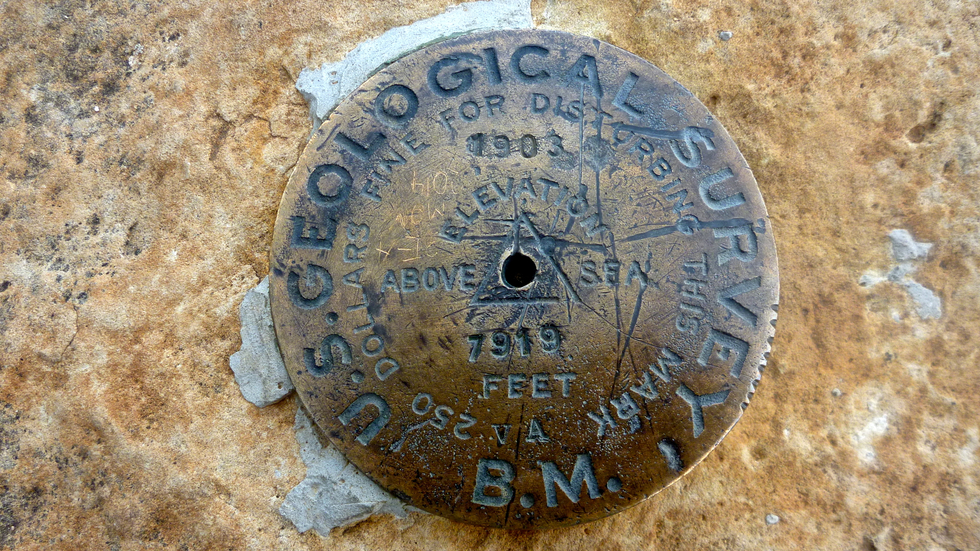 U.S. GEOLOGICAL SURVEY
250 DOLLARS FINE FOR DISTURBING THIS MARK
1903
ELEVATION
ABOVE SEA
7919
FEET
B.M.